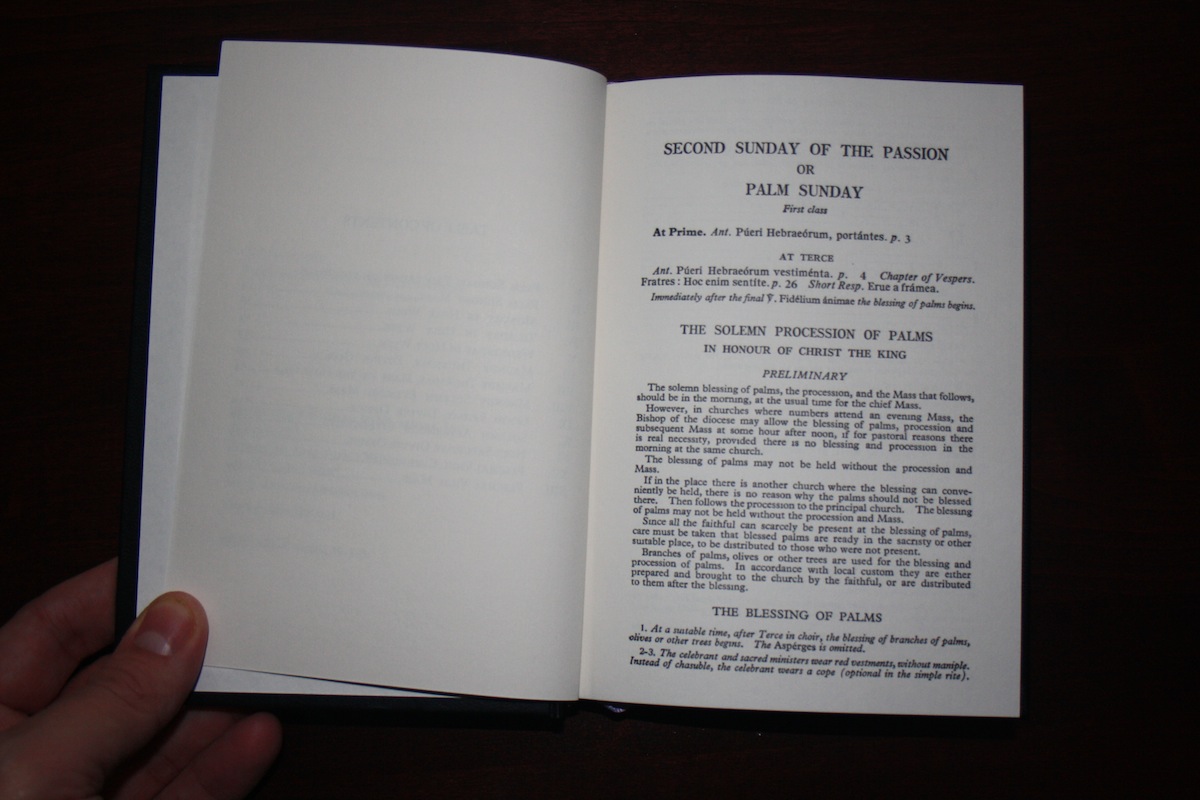 SECOND SUNDAY OF THE PASSION
OR
PALM SUNDAY
First class
At Prime. Ant. Púeri Hebraeórum, portántes. p. 3
AT TERCE
Ant. Púeri Hebraeórum vestiménta. p. 4 Chapter of Vespers.
Fratres : Hoc enim sentíte. p. 26 Short Resp. Erue a frámea.
Immediately after the final ℣. Fidélium ánimae the blessing of palms begins.
THE SOLEMN PROCESSION OF PALMS
IN HONOUR OF CHRIST THE KING
PRELIMINARY
The solemn blessing of palms, the procession, and the Mass that follows,
should be in the morning, at the usual time for the chief Mass.
However, in churches where numbers attend an evening Mass, the
Bishop of the diocese may allow the blessing of palms, procession and
subsequent Mass at some hour after noon, if for pastoral reasons there
is real necessity, provided there is no blessing and procession in the
morning at the same church.
The blessing of palms may not be held without the procession and
Mass.
If in the place there is another church where the blessing can conve-
niently be held, there is no reason why the palms should not be blessed
there. Then follows the procession to the principal church. The blessing
of palms may not be held without the procession and Mass.
Since all the faithful can scarcely be present at the blessing of palms,
care must be taken that blessed palms are ready in the sacristy or other
suitable place, to be distributed to those who were not present.
Branches of palms, olives or other trees are used for the blessing and
procession of palms. In accordance with local custom they are either
prepared and brought to the church by the faithful, or are distributed
to them after the blessing.
THE BLESSING OF PALMS
1. At a suitable time, after Terce in choir, the blessing of branches of palms,
olives or other trees begins. The Aspérges is omitted.
2-3. The celebrant and sacred ministers wear red vestments, without maniple.
Instead of chasuble, the celebrant wears a cope (optional in the simple rite).